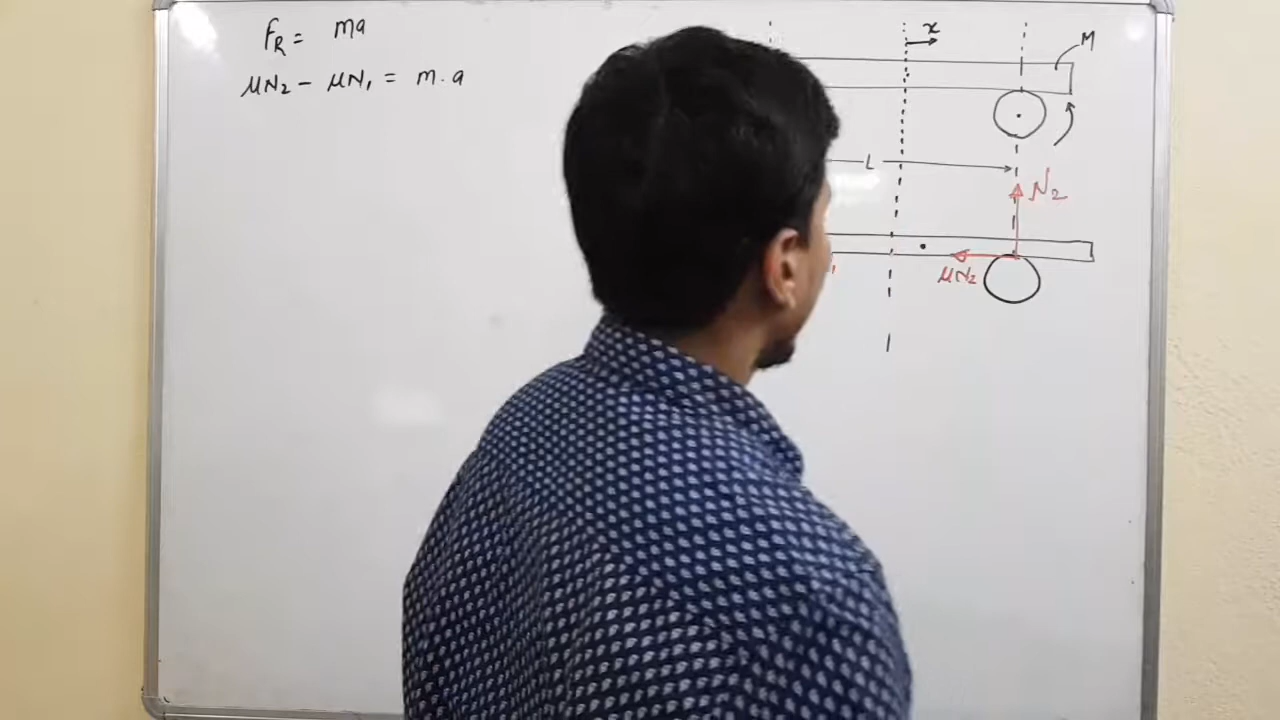 F_R = ma
μN₂ - μN₁ = m.a
x
M
L
N₂
μN₂